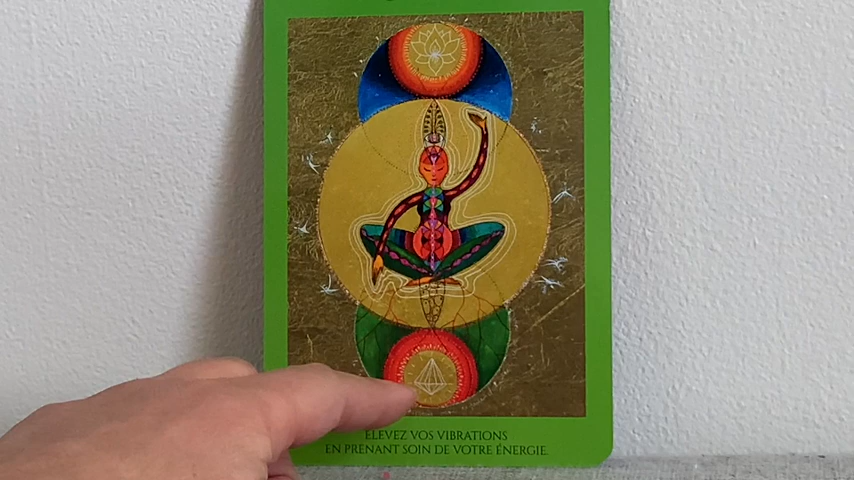 ÉLEVEZ VOS VIBRATIONS
EN PRENANT SOIN DE VOTRE ÉNERGIE.